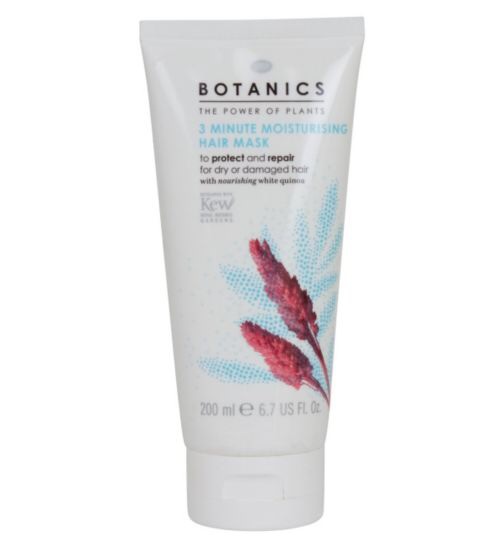 BOTANICS
THE POWER OF PLANTS
3 MINUTE MOISTURISING
HAIR MASK
to protect and repair
for dry or damaged hair
with nourishing white quinoa
Kew
GARDENS
200 ml ℮ 6.7 US Fl. Oz.